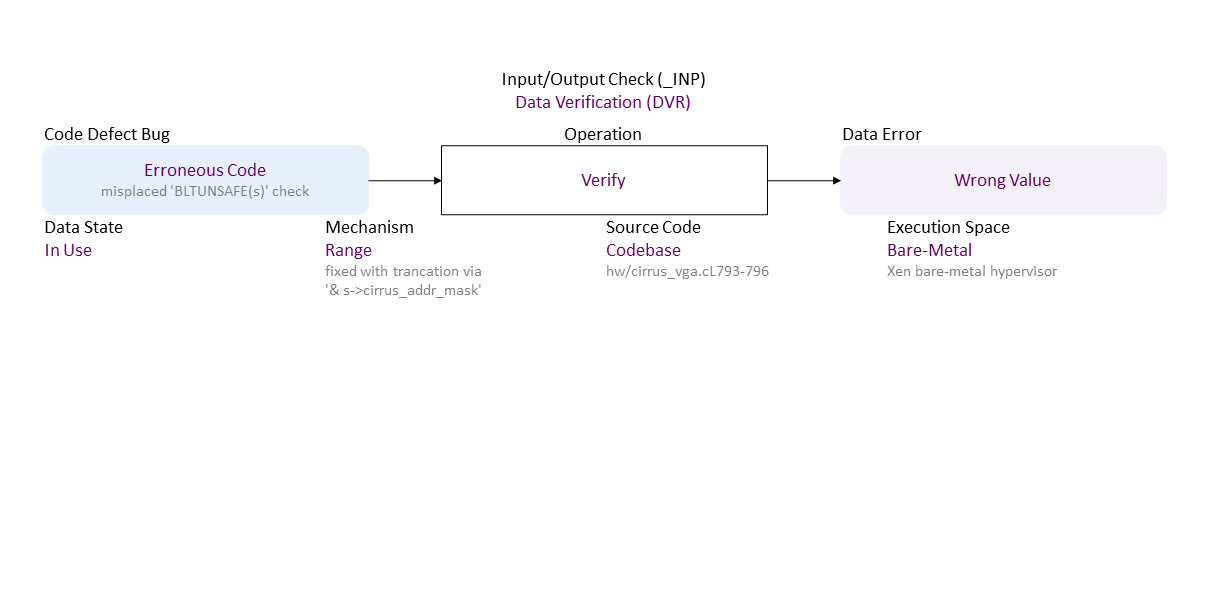 Input/Output Check (_INP)
Data Verification (DVR)
Code Defect Bug
Operation
Data Error
Erroneous Code
misplaced 'BLTUNSAFE(s)' check
Verify
Wrong Value
Data State
In Use
Mechanism
Range
fixed with trancation via
'& s->cirrus_addr_mask'
Source Code
Codebase
hw/cirrus_vga.cL793-796
Execution Space
Bare-Metal
Xen bare-metal hypervisor